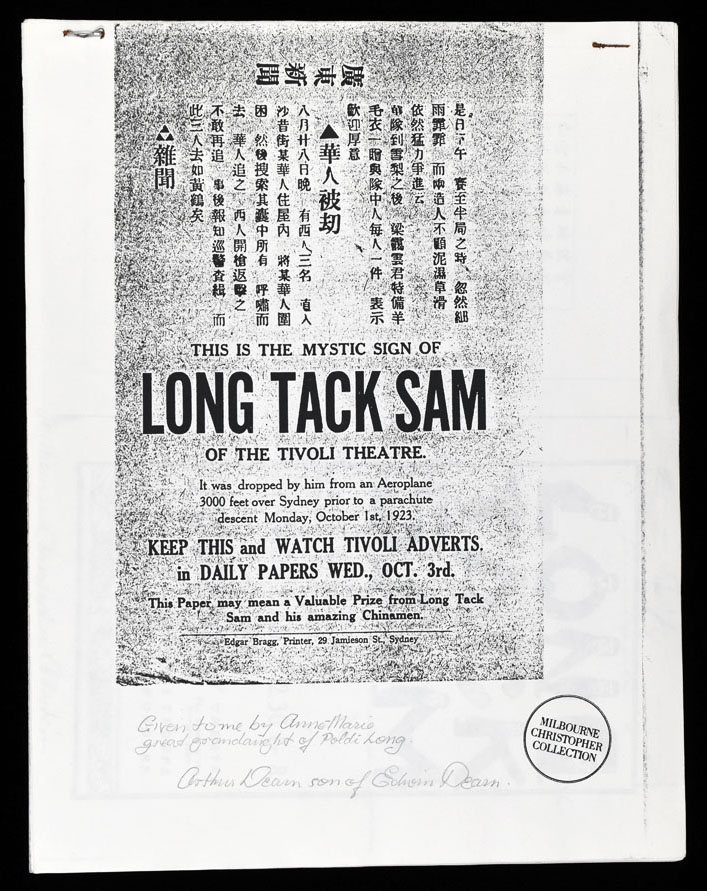 廣東新聞
是日下午 賽至半局之時 忽然細
雨霏霏 而兩造人不顧泥濕草滑
依然猛力爭進云
華隊到雪梨之後 梁靄雲君特備羊
毛衣 贈與隊中人每人一件 表示
歡迎厚意
▲華人被刧
八月廿八日晚 有西人三名 直入
沙昔街某華人住屋內 將某華人圍
困 然後搜索其囊中所有 呼嘯而
去 華人追之 西人開槍返擊之
不敢再追 事後報知巡警查緝 而
此三人去如黃鶴矣
▲雜聞
THIS IS THE MYSTIC SIGN OF
LONG TACK SAM
OF THE TIVOLI THEATRE.
It was dropped by him from an Aeroplane
3000 feet over Sydney prior to a parachute
descent Monday, October 1st, 1923.
KEEP THIS and WATCH TIVOLI ADVERTS.
in DAILY PAPERS WED., OCT. 3rd.
This Paper may mean a Valuable Prize from Long Tack
Sam and his amazing Chinamen.
Edgar Bragg, Printer, 29 Jamieson St., Sydney
Given to me by Anne-Marie
great grandaught of Poldi Long.
Arthur Dearn son of Edwin Dearn.
MILBOURNE
CHRISTOPHER
COLLECTION